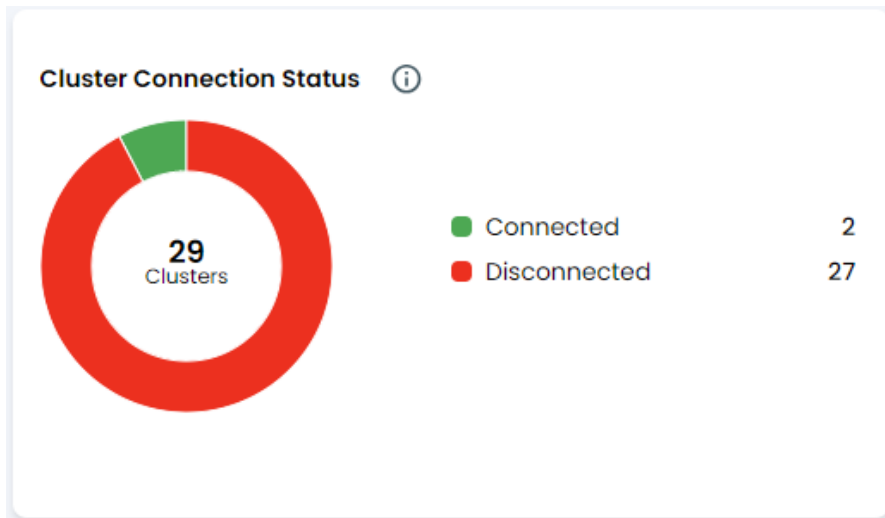 Cluster Connection Status
29
Clusters
Connected 2
Disconnected 27